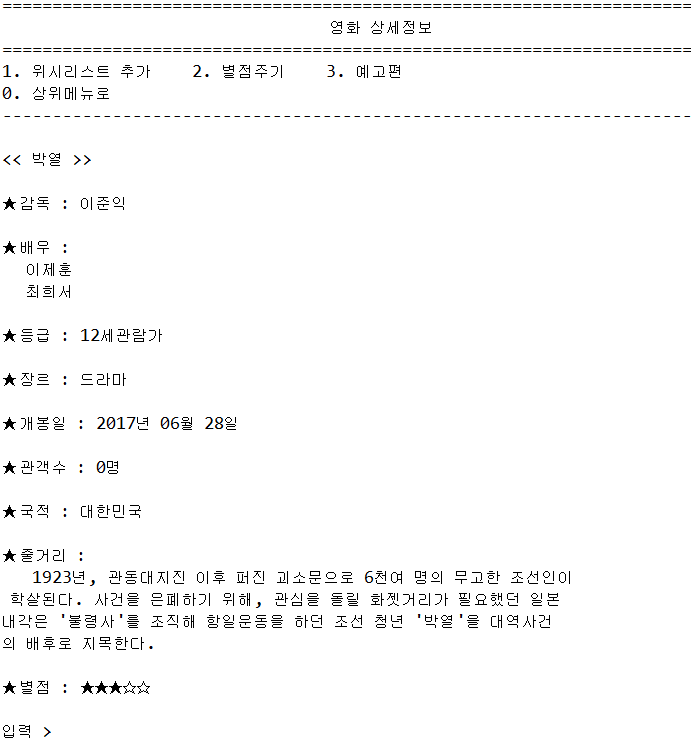 ======================================================================
영화 상세정보
======================================================================
1. 위시리스트 추가    2. 별점주기    3. 예고편
0. 상위메뉴로
----------------------------------------------------------------------
<< 박열 >>
★감독 : 이준익
★배우 :
이제훈
최희서
★등급 : 12세관람가
★장르 : 드라마
★개봉일 : 2017년 06월 28일
★관객수 : 0명
★국적 : 대한민국
★줄거리 :
1923년, 관동대지진 이후 퍼진 괴소문으로 6천여 명의 무고한 조선인이
학살된다. 사건을 은폐하기 위해, 관심을 돌릴 화젯거리가 필요했던 일본
내각은 '불령사'를 조직해 항일운동을 하던 조선 청년 '박열'을 대역사건
의 배후로 지목한다.
★별점 : ★★★☆☆
입력 >